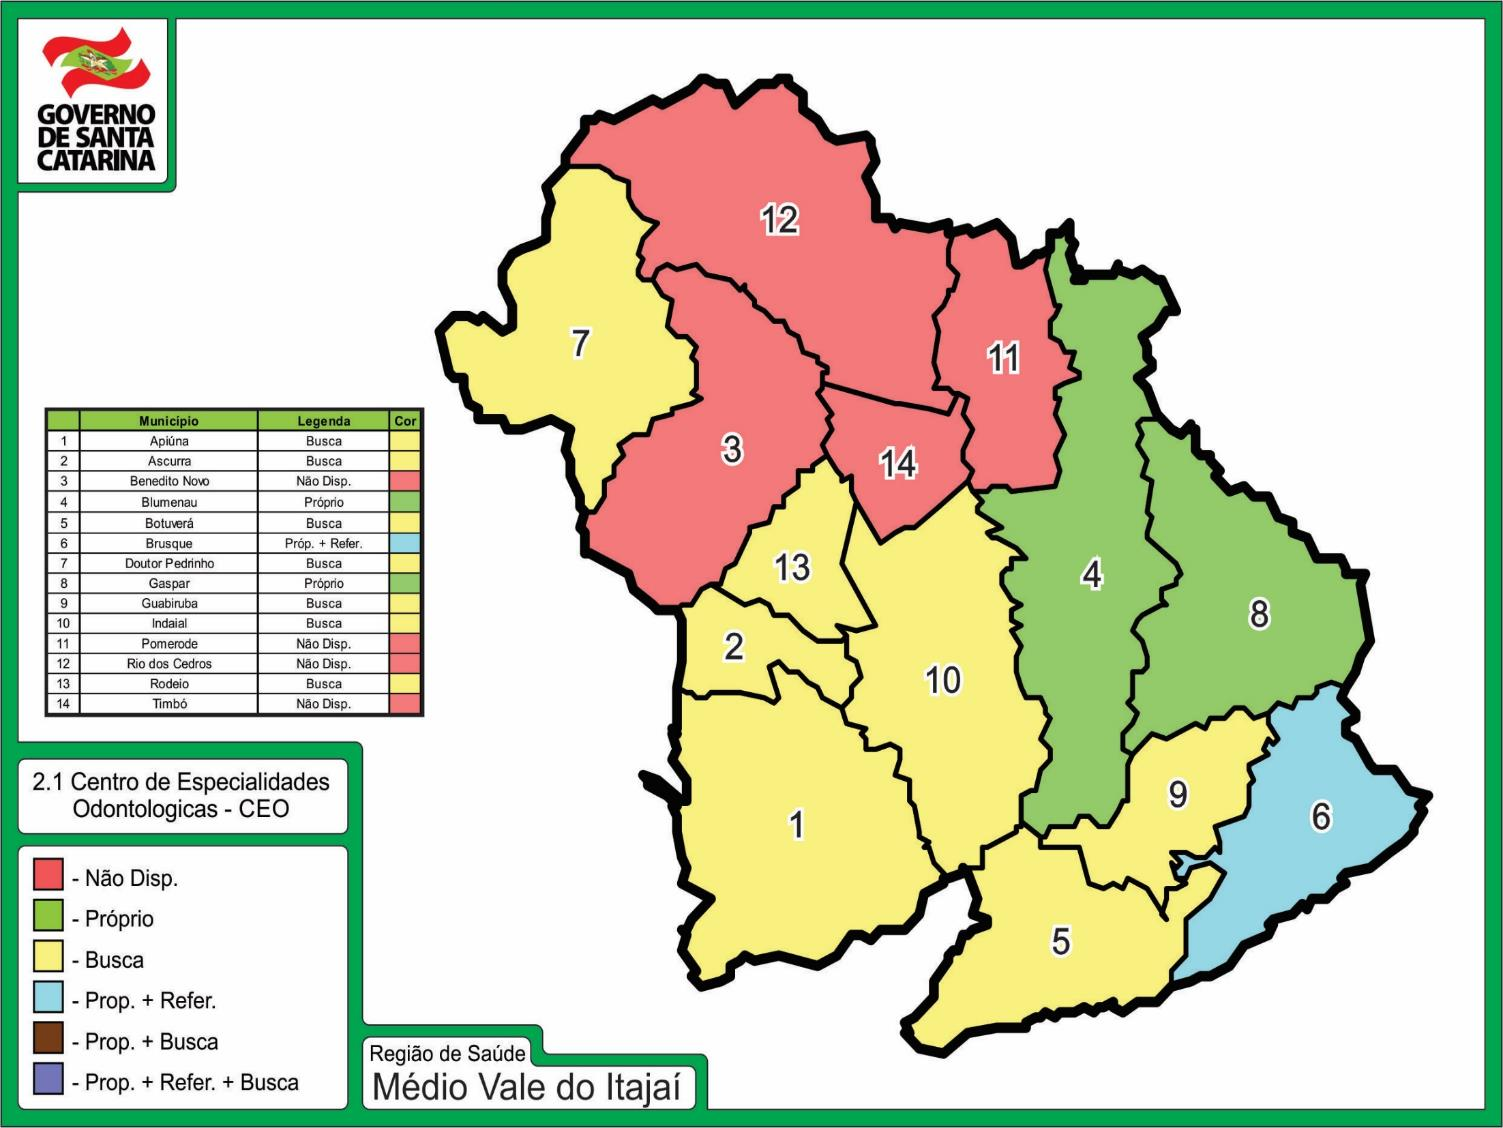 GOVERNO
DE SANTA
CATARINA
12
7
11
3
14
13
4
8
2
10
1
9
6
5
Município Legenda Cor
1 Apiúna Busca
2 Ascurra Busca
3 Benedito Novo Não Disp.
4 Blumenau Próprio
5 Botuverá Busca
6 Brusque Próp. + Refer.
7 Doutor Pedrinho Busca
8 Gaspar Próprio
9 Guabiruba Busca
10 Indaial Busca
11 Pomerode Não Disp.
12 Rio dos Cedros Não Disp.
13 Rodeio Busca
14 Timbó Não Disp.
2.1 Centro de Especialidades
Odontologicas - CEO
- Não Disp.
- Próprio
- Busca
- Prop. + Refer.
- Prop. + Busca
- Prop. + Refer. + Busca
Região de Saúde
Médio Vale do Itajaí